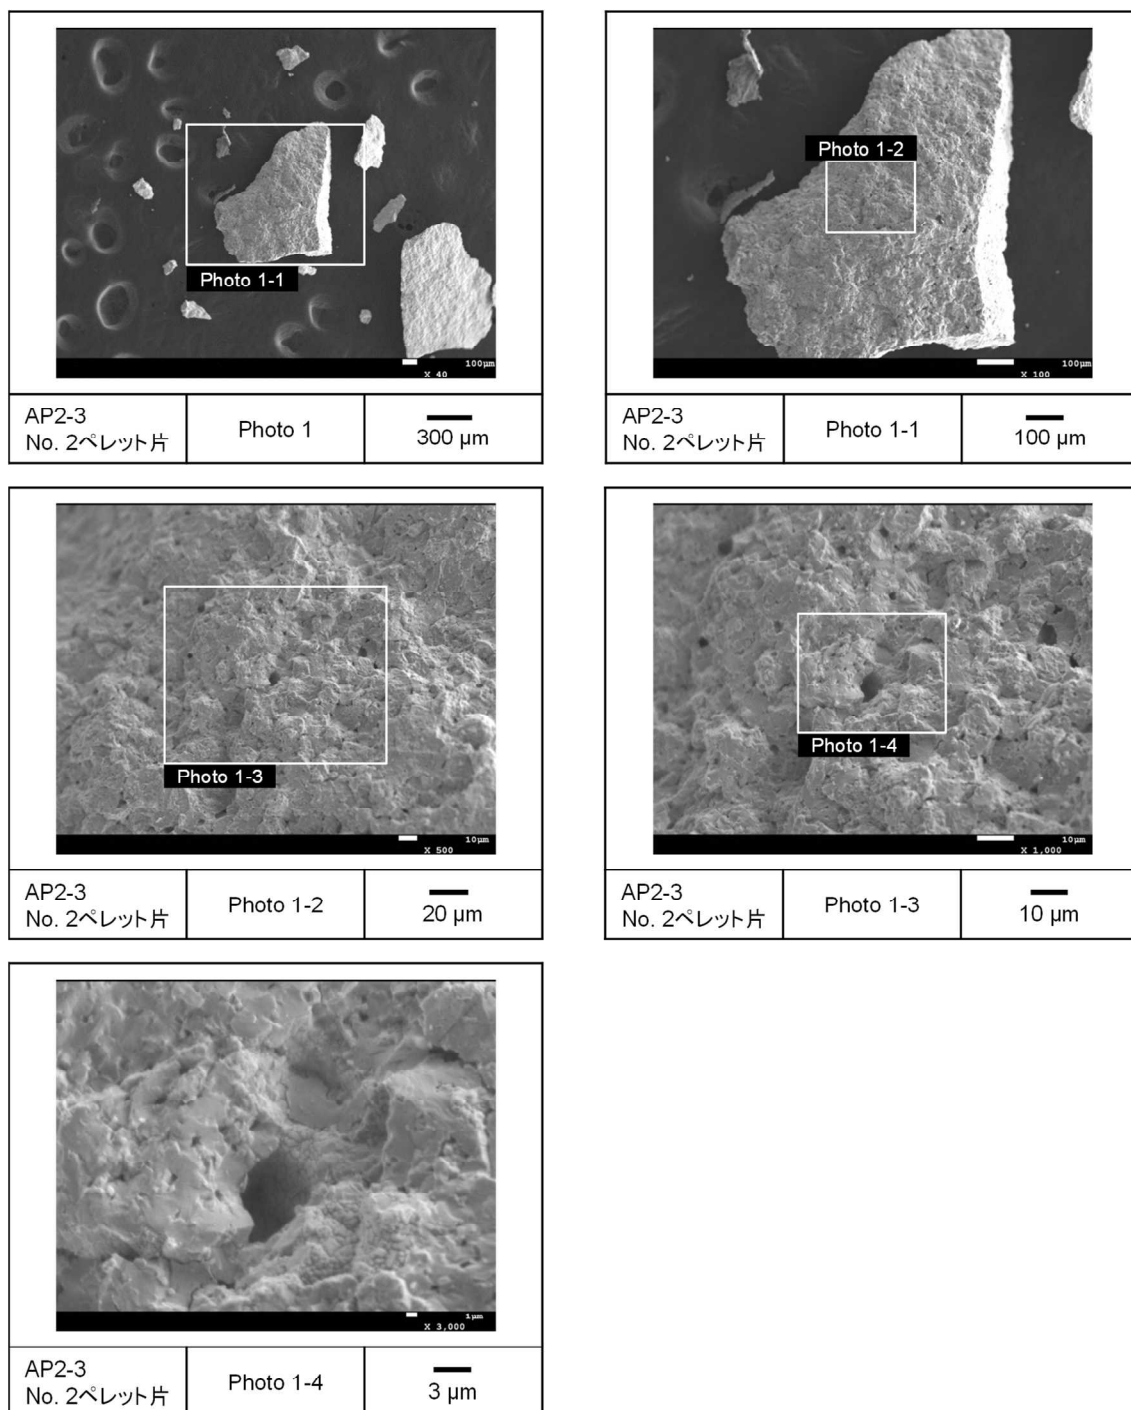 Photo 1-1
100μm
X 40
AP2-3
No. 2ペレット片
Photo 1
300 μm
Photo 1-2
100μm
X 100
AP2-3
No. 2ペレット片
Photo 1-1
100 μm
Photo 1-3
10μm
X 500
AP2-3
No. 2ペレット片
Photo 1-2
20 μm
Photo 1-4
10μm
X 1,000
AP2-3
No. 2ペレット片
Photo 1-3
10 μm
1μm
X 3,000
AP2-3
No. 2ペレット片
Photo 1-4
3 μm